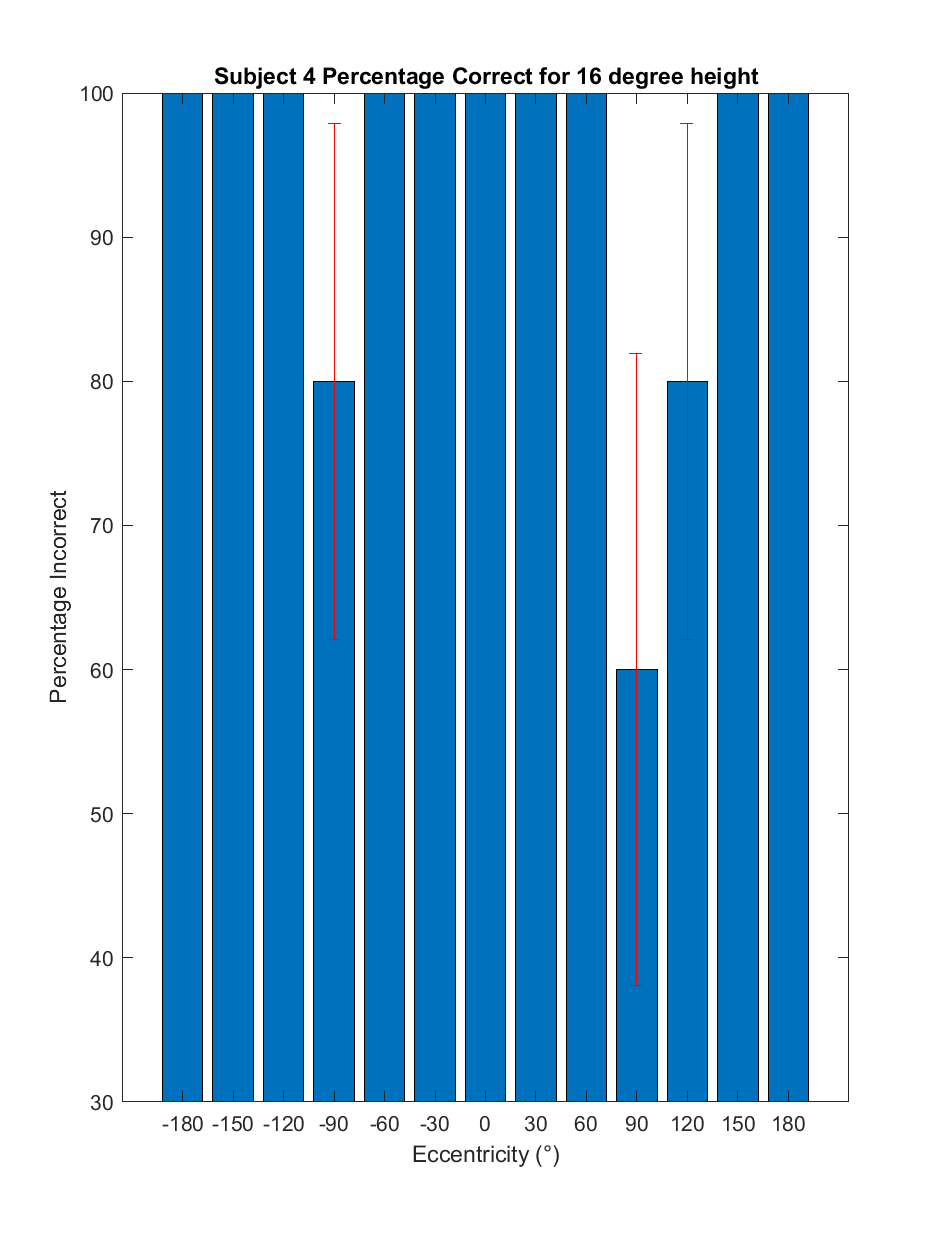 Subject 4 Percentage Correct for 16 degree height
100
90
80
70
60
50
40
30
Percentage Incorrect
-180 -150 -120 -90 -60 -30 0 30 60 90 120 150 180
Eccentricity (°)